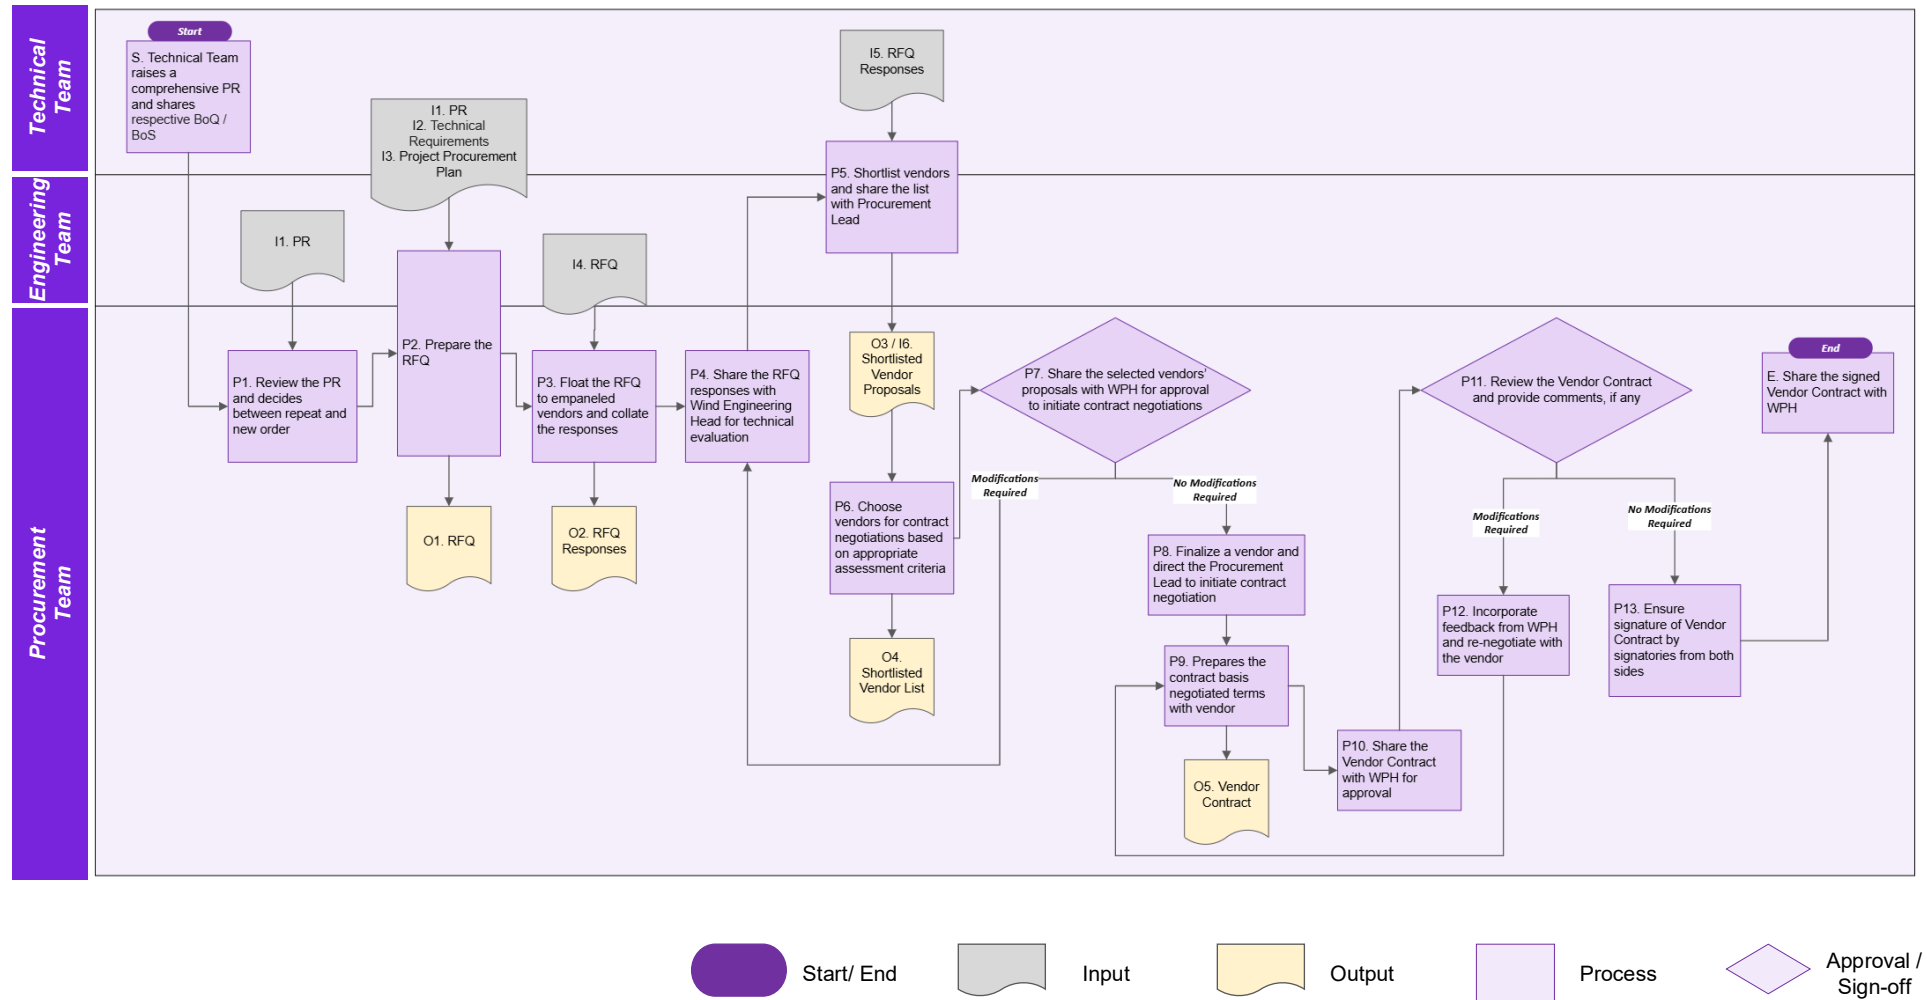 Technical
Team
Engineering
Team
Procurement
Team
Start
S. Technical Team
raises a
comprehensive PR
and shares
respective BoQ /
BoS
I1. PR
I1. PR
I2. Technical
Requirements
I3. Project Procurement
Plan
I4. RFQ
I5. RFQ
Responses
P1. Review the PR
and decides
between repeat and
new order
P2. Prepare the
RFQ
O1. RFQ
P3. Float the RFQ
to empaneled
vendors and collate
the responses
O2. RFQ
Responses
P4. Share the RFQ
responses with
Wind Engineering
Head for technical
evaluation
P5. Shortlist vendors
and share the list
with Procurement
Lead
O3 / I6.
Shortlisted
Vendor
Proposals
P6. Choose
vendors for contract
negotiations based
on appropriate
assessment criteria
O4.
Shortlisted
Vendor List
P7. Share the selected vendors'
proposals with WPH for approval
to initiate contract negotiations
Modifications
Required
No Modifications
Required
P8. Finalize a vendor and
direct the Procurement
Lead to initiate contract
negotiation
P9. Prepares the
contract basis
negotiated terms
with vendor
O5. Vendor
Contract
P10. Share the
Vendor Contract
with WPH for
approval
P11. Review the Vendor Contract
and provide comments, if any
Modifications
Required
No Modifications
Required
P12. Incorporate
feedback from WPH
and re-negotiate with
the vendor
P13. Ensure
signature of Vendor
Contract by
signatories from both
sides
End
E. Share the signed
Vendor Contract with
WPH
Start/ End
Input
Output
Process
Approval /
Sign-off